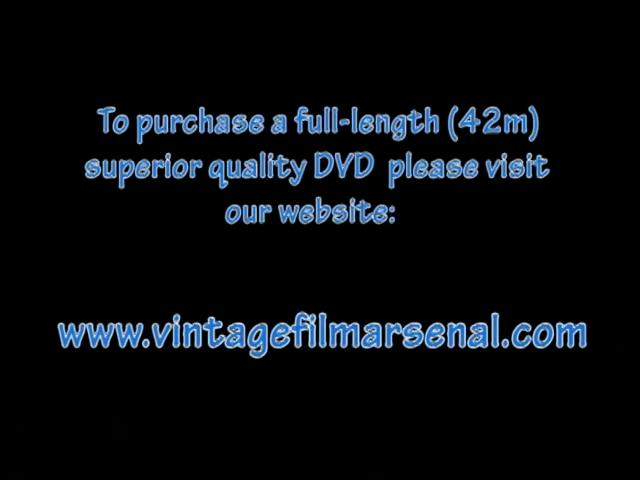 To purchase a full-length (42m)
superior quality DVD please visit
our website:
www.vintagefilmarsenal.com